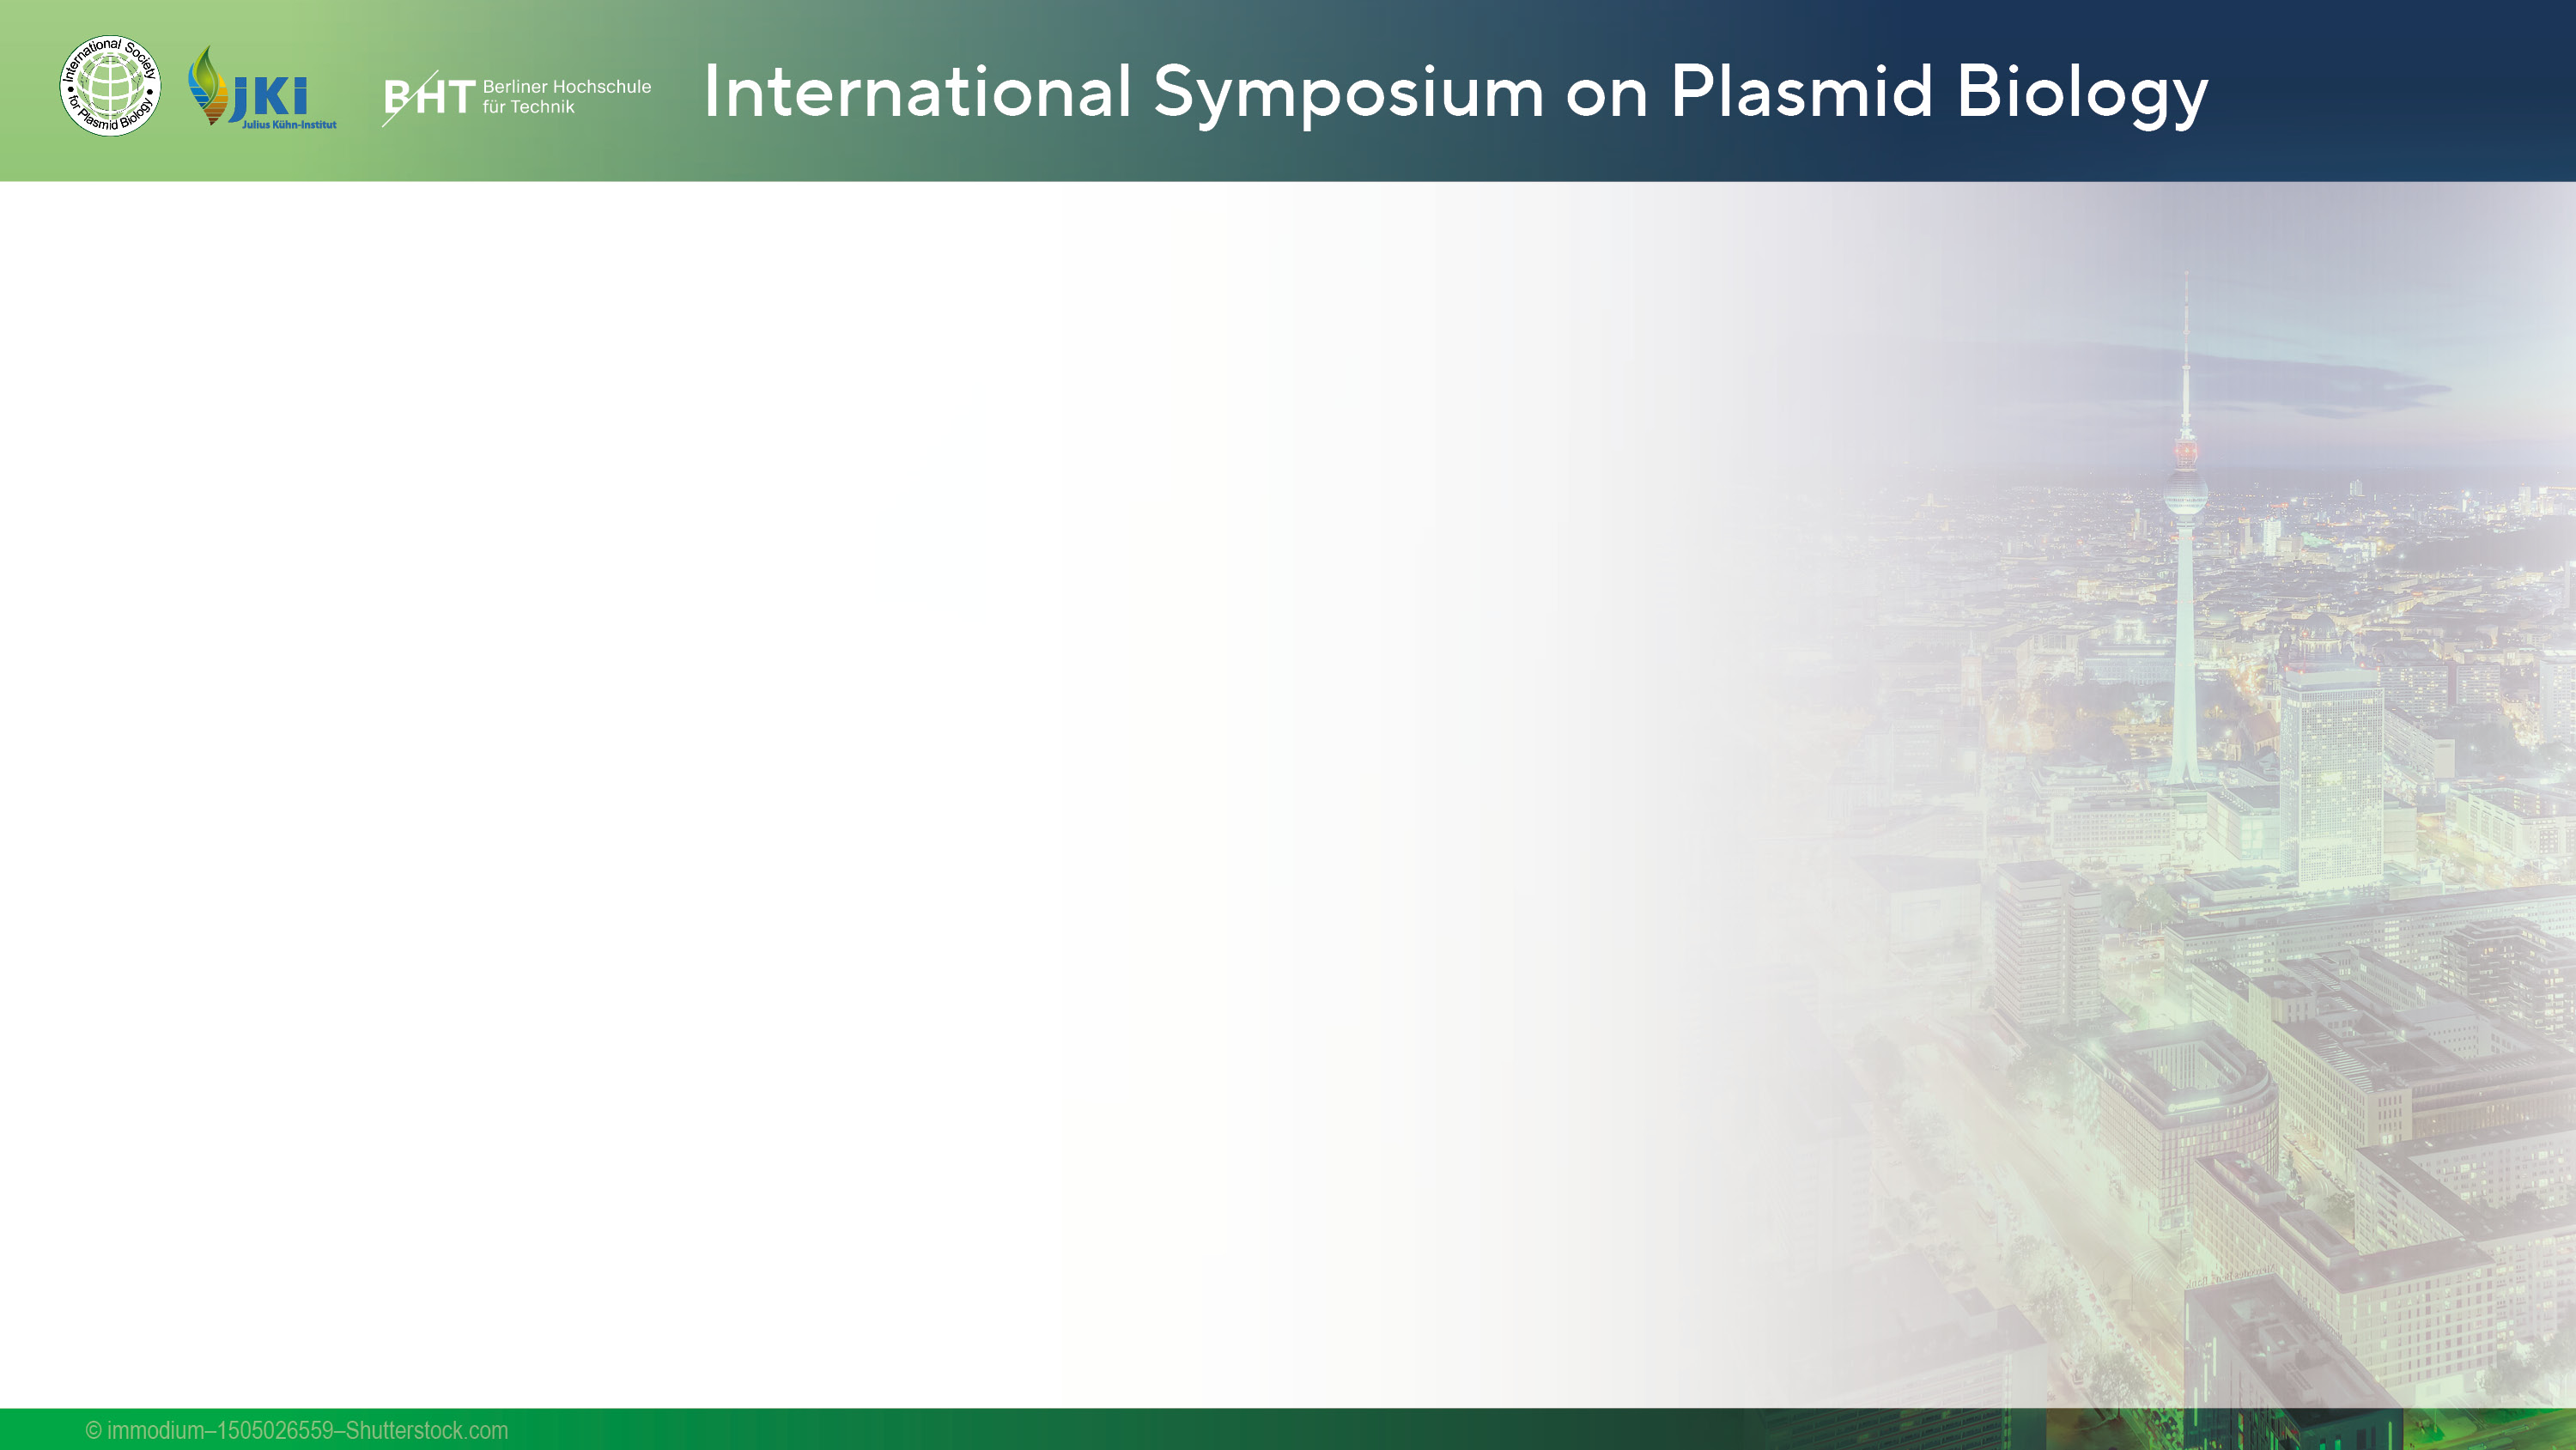 International Society
• for Plasmid Biology •
JKI
Julius Kühn-Institut
BHT Berliner Hochschule
für Technik
International Symposium on Plasmid Biology
© immodium–1505026559–Shutterstock.com